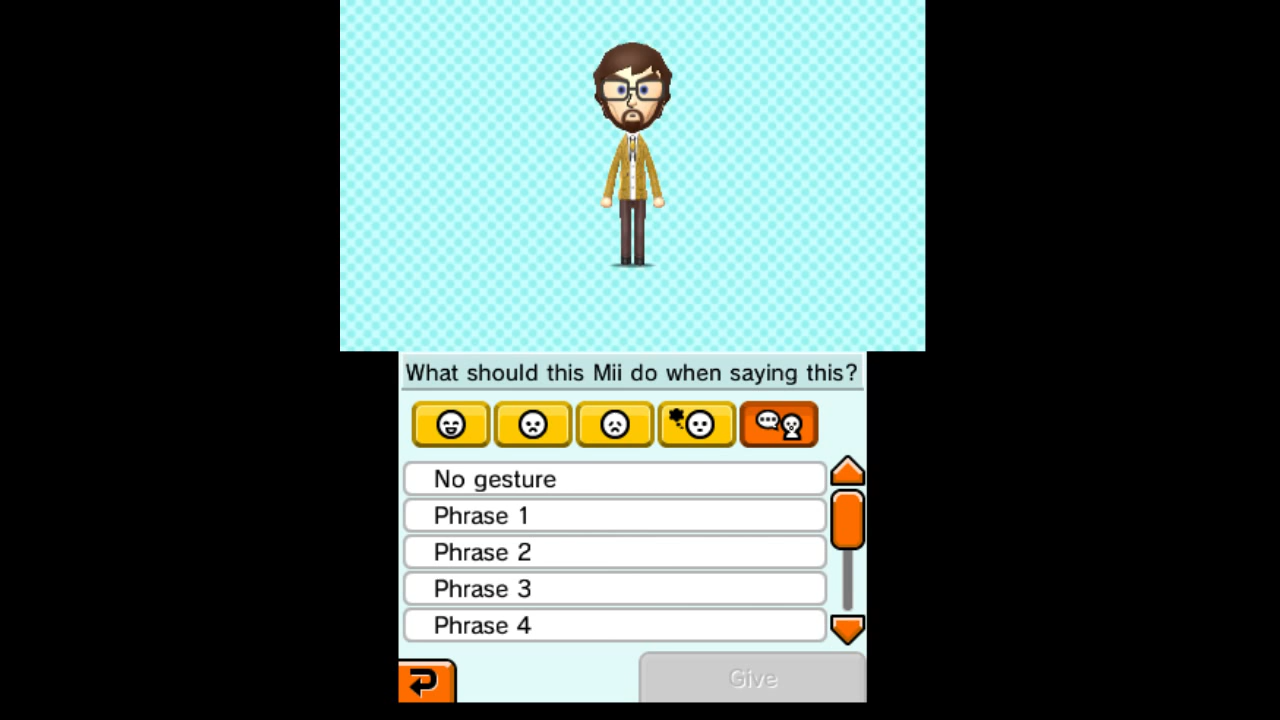 What should this Mii do when saying this?
No gesture
Phrase 1
Phrase 2
Phrase 3
Phrase 4
Give